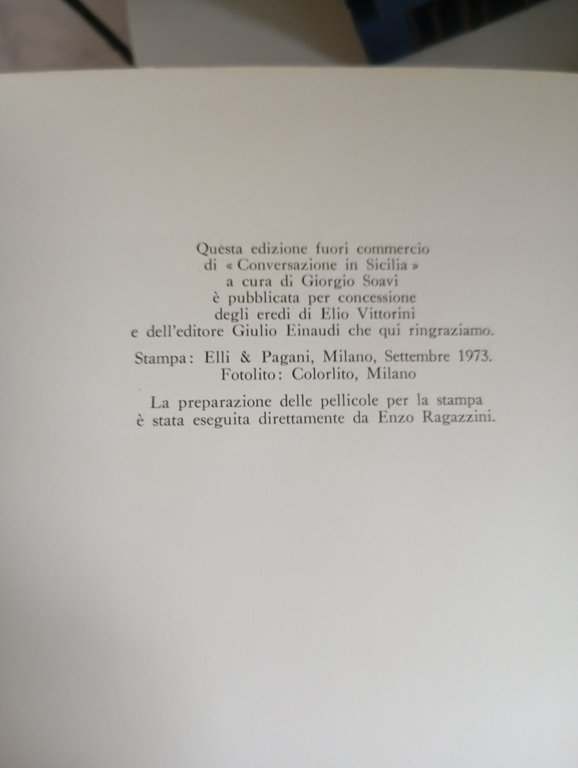 Questa edizione fuori commercio
di « Conversazione in Sicilia »
a cura di Giorgio Soavi
è pubblicata per concessione
degli eredi di Elio Vittorini
e dell'editore Giulio Einaudi che qui ringraziamo.
Stampa: Elli & Pagani, Milano, Settembre 1973.
Fotolito: Colorlito, Milano
La preparazione delle pellicole per la stampa
è stata eseguita direttamente da Enzo Ragazzini.